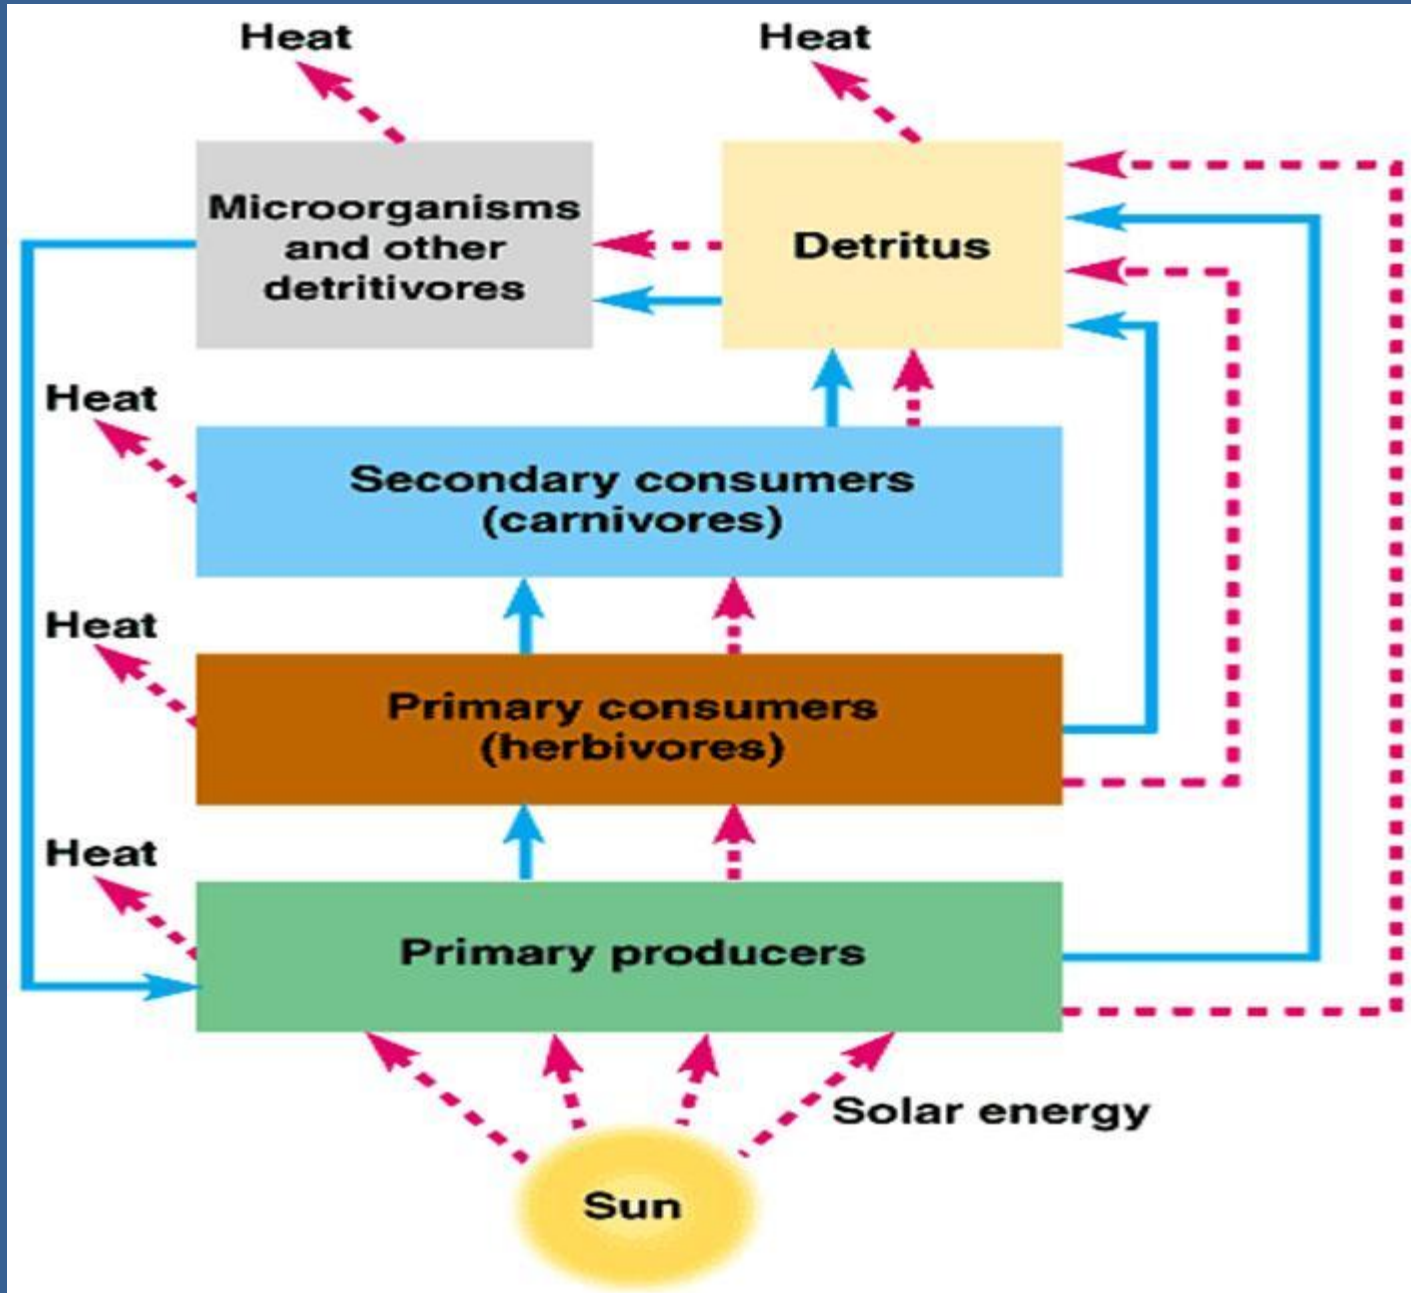 Heat
Heat
Microorganisms
and other
detritivores
Detritus
Heat
Secondary consumers
(carnivores)
Heat
Primary consumers
(herbivores)
Heat
Primary producers
Solar energy
Sun